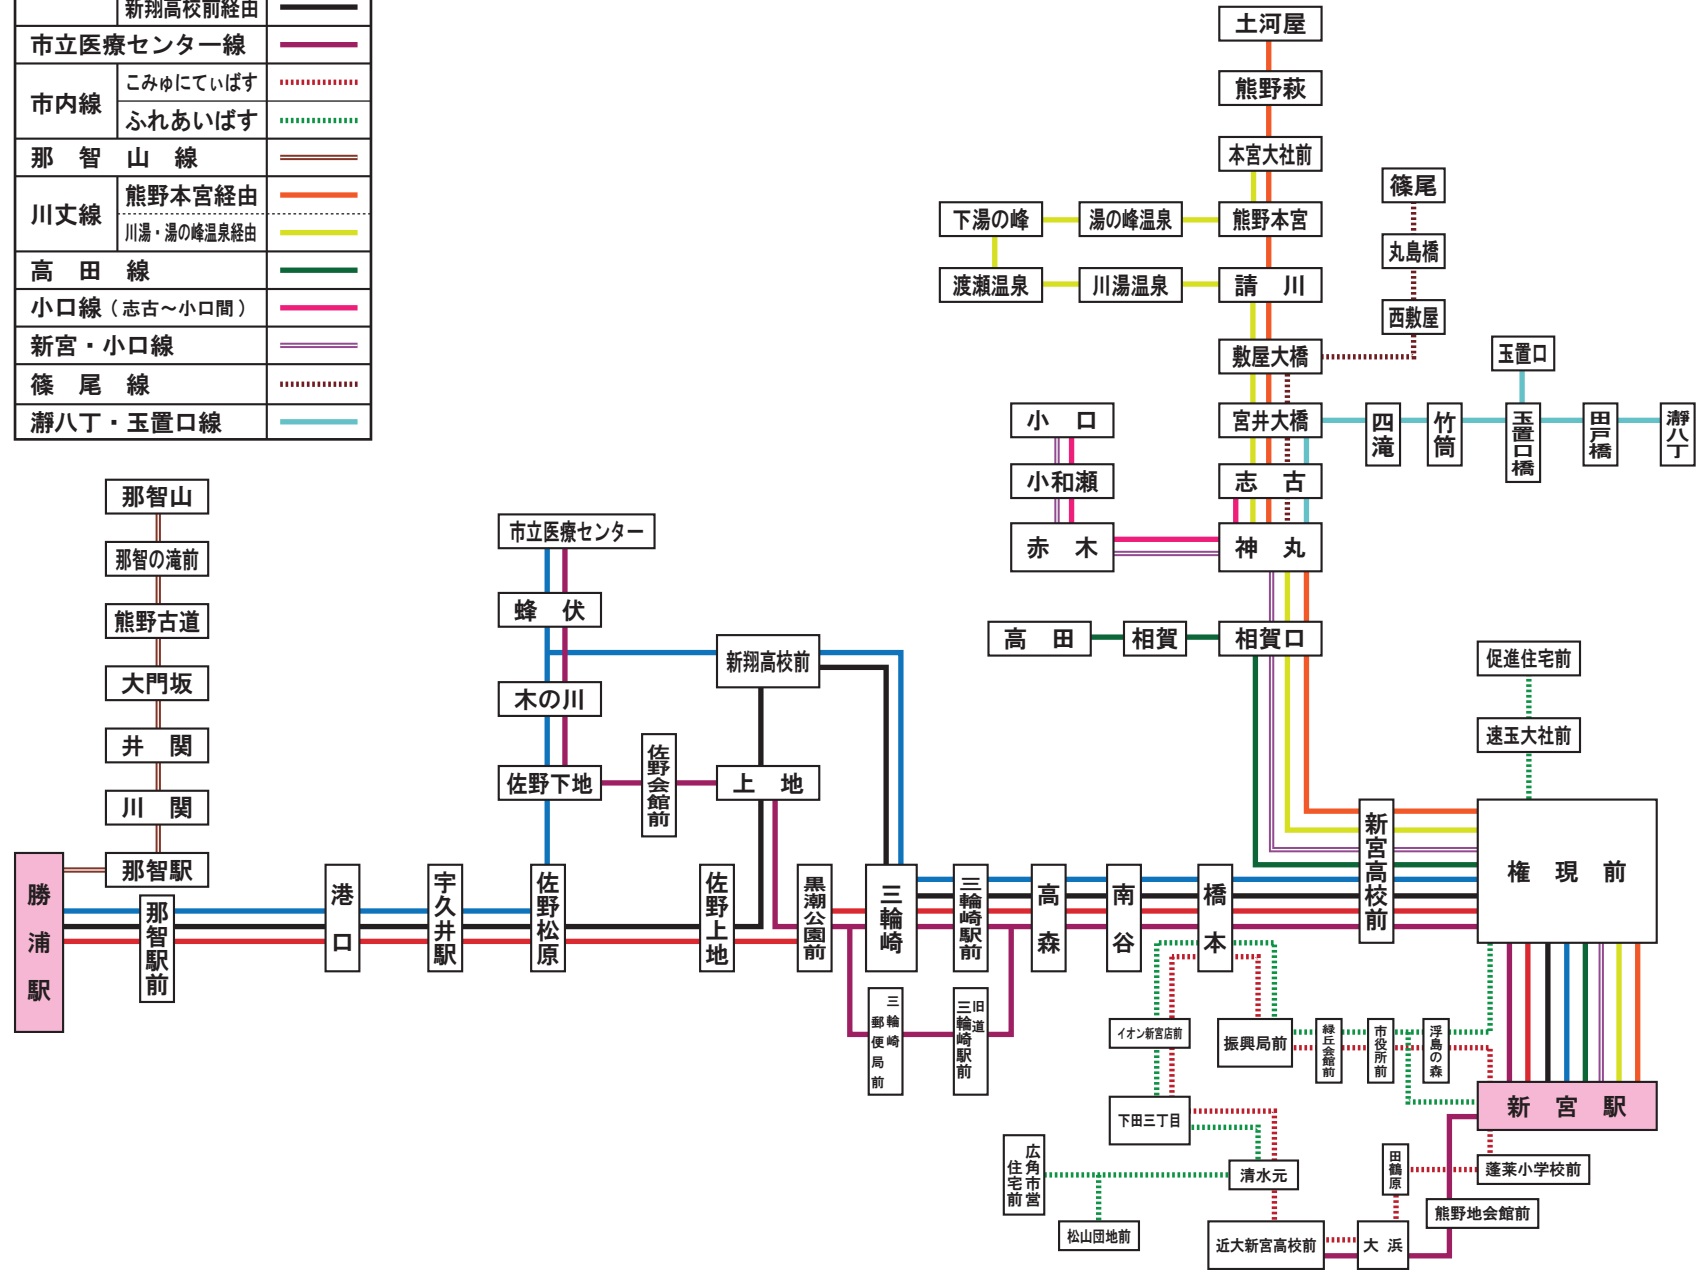 新翔高校前経由
市立医療センター線
市内線
こみゅにてぃばす
ふれあいばす
那 智 山 線
川丈線
熊野本宮経由
川湯・湯の峰温泉経由
高 田 線
小口線（志古～小口間）
新宮・小口線
篠 尾 線
瀞八丁・玉置口線
土河屋
熊野萩
本宮大社前
下湯の峰
湯の峰温泉
熊野本宮
渡瀬温泉
川湯温泉
請 川
篠尾
丸島橋
西敷屋
敷屋大橋
玉置口
小 口
宮井大橋
四滝
竹筒
玉置口橋
田戸橋
瀞八丁
小和瀬
志 古
赤 木
神 丸
高 田
相賀
相賀口
那智山
那智の滝前
熊野古道
大門坂
井 関
川 関
那智駅
市立医療センター
蜂 伏
新翔高校前
木の川
佐野下地
佐野会館前
上 地
促進住宅前
速玉大社前
勝浦駅
那智駅前
港口
宇久井駅
佐野松原
佐野上地
黒潮公園前
三輪崎
三輪崎駅前
高森
南谷
橋本
新宮高校前
権 現 前
三輪崎
郵便局前
旧道
三輪崎駅前
イオン新宮店前
振興局前
緑丘会館前
市役所前
浮島の森
新 宮 駅
下田三丁目
広角市営
住宅前
清水元
松山団地前
田鶴原
蓬莱小学校前
熊野地会館前
近大新宮高校前
大 浜